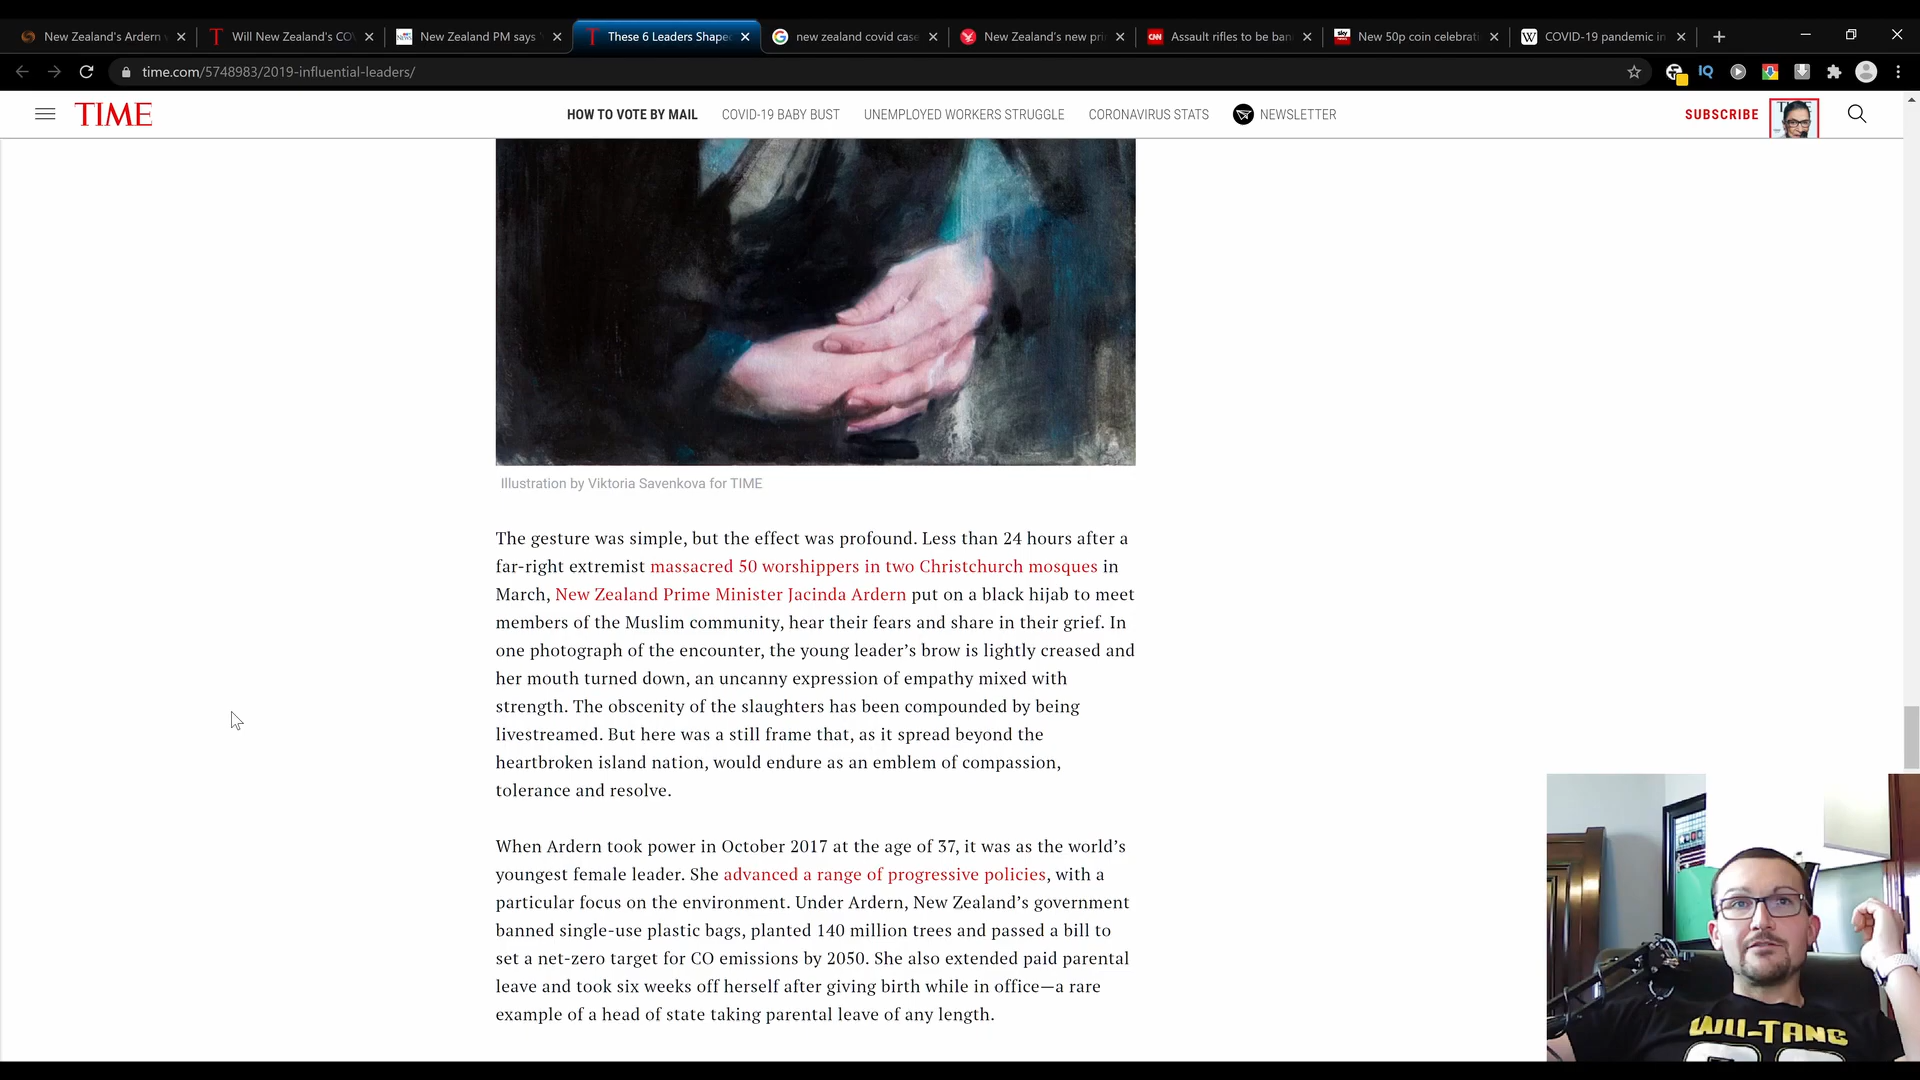 New Zealand's Ardern
Will New Zealand's CO
New Zealand PM says
These 6 Leaders Shape
new zealand covid case
New Zealand's new pri
CNN
Assault rifles to be ban
sky
New 50p coin celebrati
W
COVID-19 pandemic in
time.com/5748983/2019-influential-leaders/
IQ
TIME
HOW TO VOTE BY MAIL
COVID-19 BABY BUST
UNEMPLOYED WORKERS STRUGGLE
CORONAVIRUS STATS
NEWSLETTER
SUBSCRIBE
Illustration by Viktoria Savenkova for TIME
The gesture was simple, but the effect was profound. Less than 24 hours after a
far-right extremist massacred 50 worshippers in two Christchurch mosques in
March, New Zealand Prime Minister Jacinda Ardern put on a black hijab to meet
members of the Muslim community, hear their fears and share in their grief. In
one photograph of the encounter, the young leader's brow is lightly creased and
her mouth turned down, an uncanny expression of empathy mixed with
strength. The obscenity of the slaughters has been compounded by being
livestreamed. But here was a still frame that, as it spread beyond the
heartbroken island nation, would endure as an emblem of compassion,
tolerance and resolve.
When Ardern took power in October 2017 at the age of 37, it was as the world's
youngest female leader. She advanced a range of progressive policies, with a
particular focus on the environment. Under Ardern, New Zealand's government
banned single-use plastic bags, planted 140 million trees and passed a bill to
set a net-zero target for CO emissions by 2050. She also extended paid parental
leave and took six weeks off herself after giving birth while in office—a rare
example of a head of state taking parental leave of any length.
WU-TANG